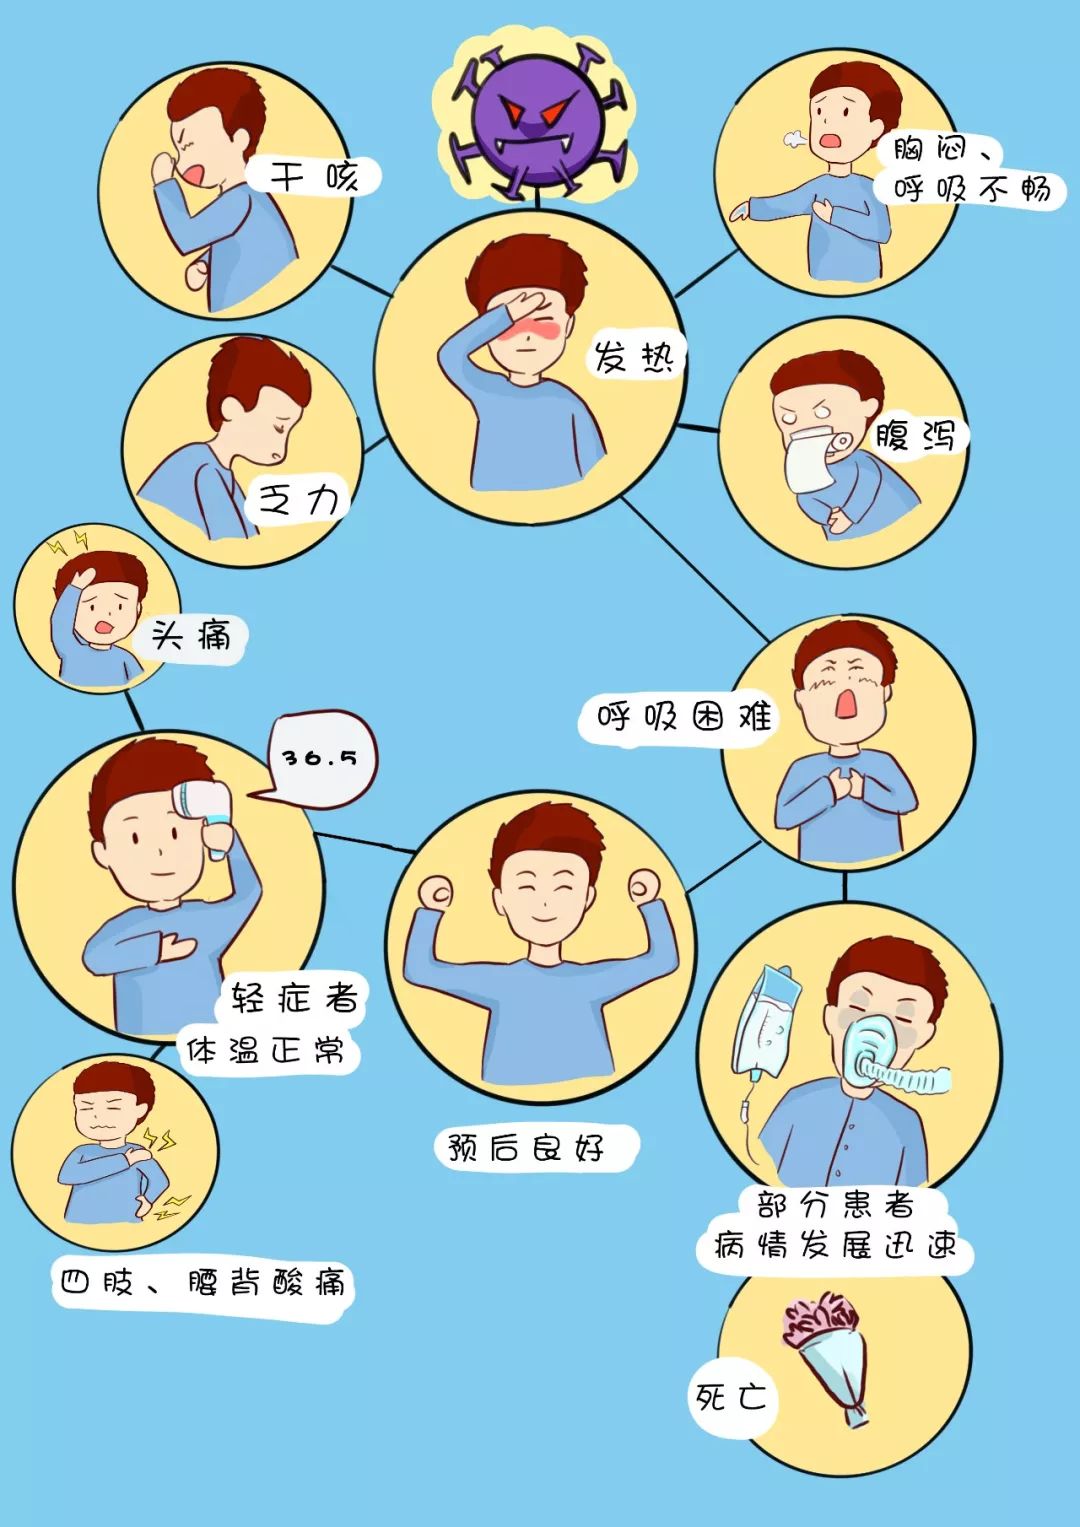 干咳
胸闷、
呼吸不畅
发热
腹泻
乏力
头痛
呼吸困难
36.5
轻症者
体温正常
预后良好
部分患者
病情发展迅速
四肢、腰背酸痛
死亡